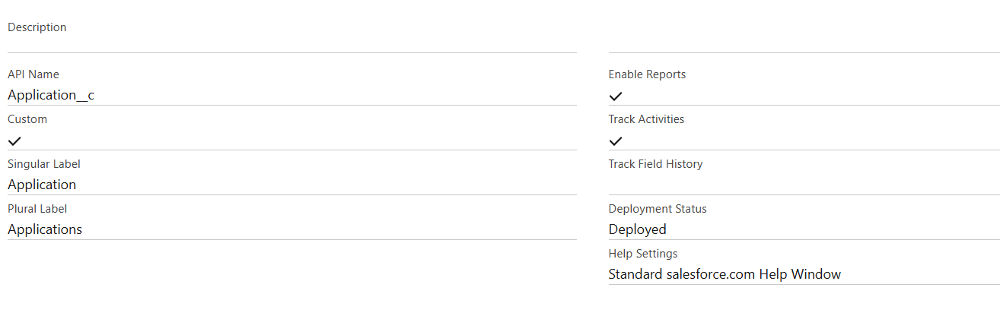 Description
API Name
Application__c
Custom
Singular Label
Application
Plural Label
Applications
Enable Reports
Track Activities
Track Field History
Deployment Status
Deployed
Help Settings
Standard salesforce.com Help Window